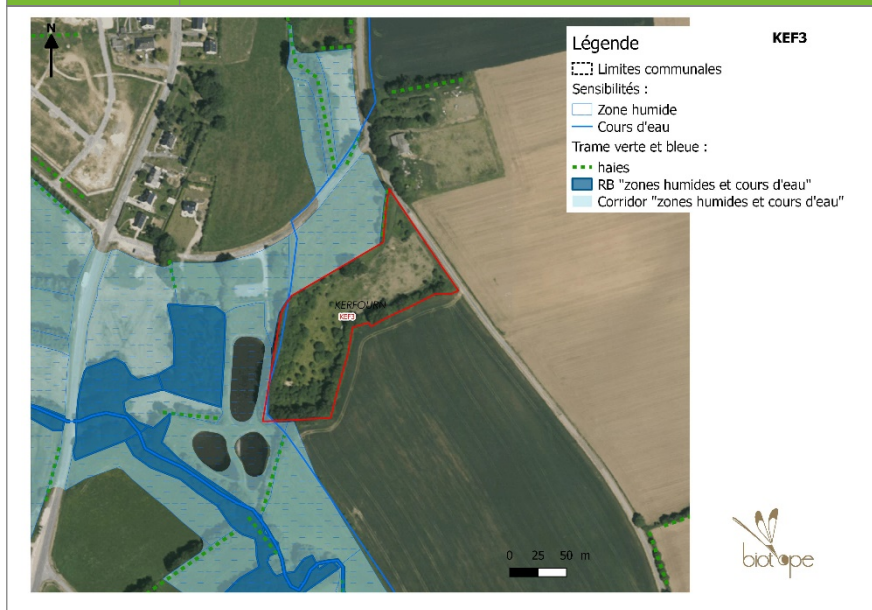 N
Légende
KEF3
Limites communales
Sensibilités :
Zone humide
Cours d'eau
Trame verte et bleue :
haies
RB "zones humides et cours d'eau"
Corridor "zones humides et cours d'eau"
KERFOURN
KEF3
0 25 50 m
biotope